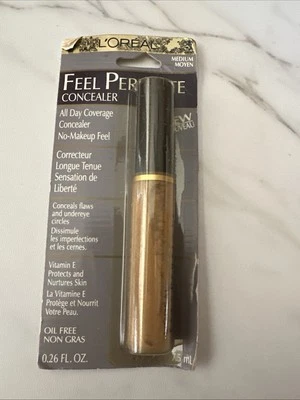 L'ORÉAL
MEDIUM
MOYEN
FEEL PER
CONCEALER
All Day Coverage
Concealer
No-Makeup Feel
Correcteur
Longue Tenue
Sensation de
Liberté
Conceals flaws
and undereye
circles
Dissimule
les imperfections
et les cernes.
Vitamin E
Protects and
Nurtures Skin
La Vitamine E
Protège et Nourrit
Votre Peau.
OIL FREE
NON GRAS
0.26 FL. OZ.